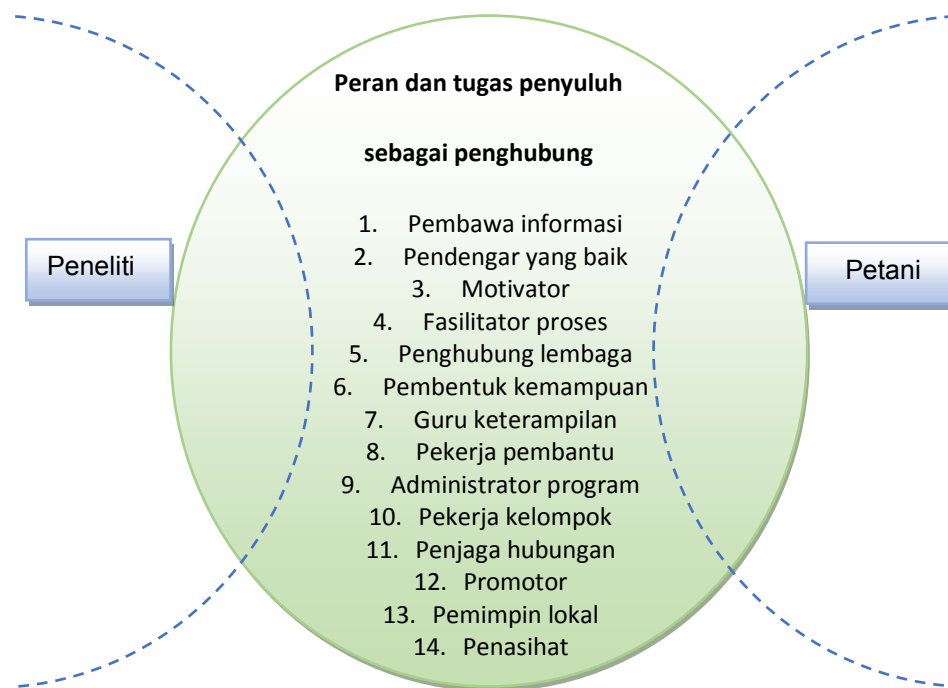 Peran dan tugas penyuluh
sebagai penghubung
Peneliti
Petani
1. Pembawa informasi
2. Pendengar yang baik
3. Motivator
4. Fasilitator proses
5. Penghubung lembaga
6. Pembentuk kemampuan
7. Guru keterampilan
8. Pekerja pembantu
9. Administrator program
10. Pekerja kelompok
11. Penjaga hubungan
12. Promotor
13. Pemimpin lokal
14. Penasihat